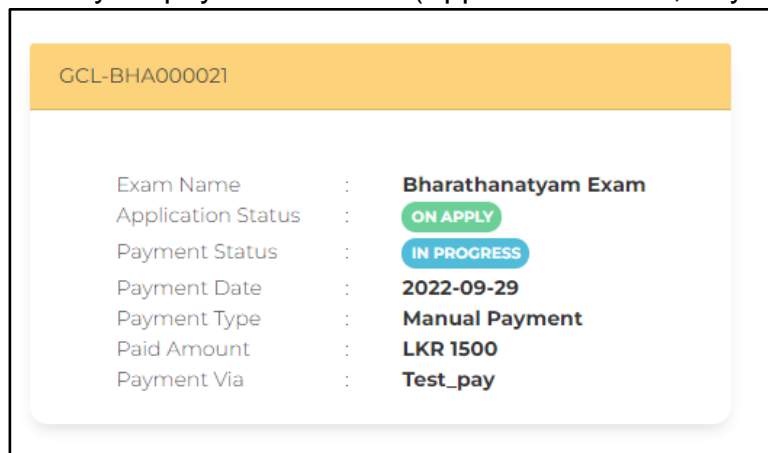 GCL-BHA000021
Exam Name : Bharathanatyam Exam
Application Status : ON APPLY
Payment Status : IN PROGRESS
Payment Date : 2022-09-29
Payment Type : Manual Payment
Paid Amount : LKR 1500
Payment Via : Test_pay